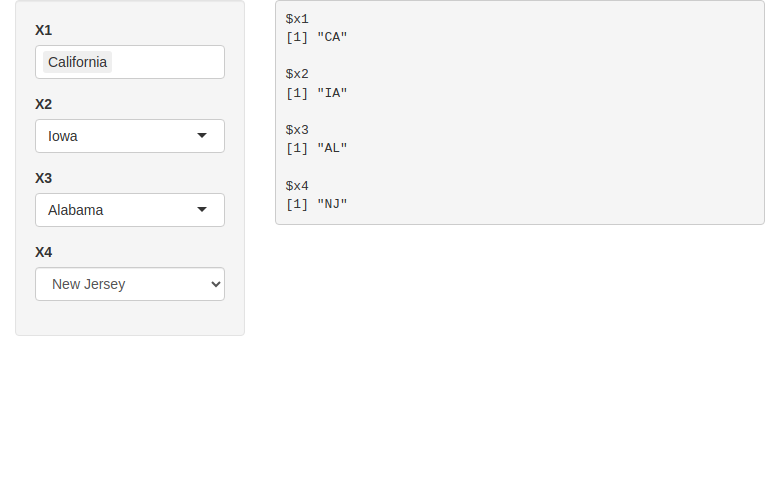 X1
California
X2
Iowa
X3
Alabama
X4
New Jersey
$x1
[1] "CA"
$x2
[1] "IA"
$x3
[1] "AL"
$x4
[1] "NJ"